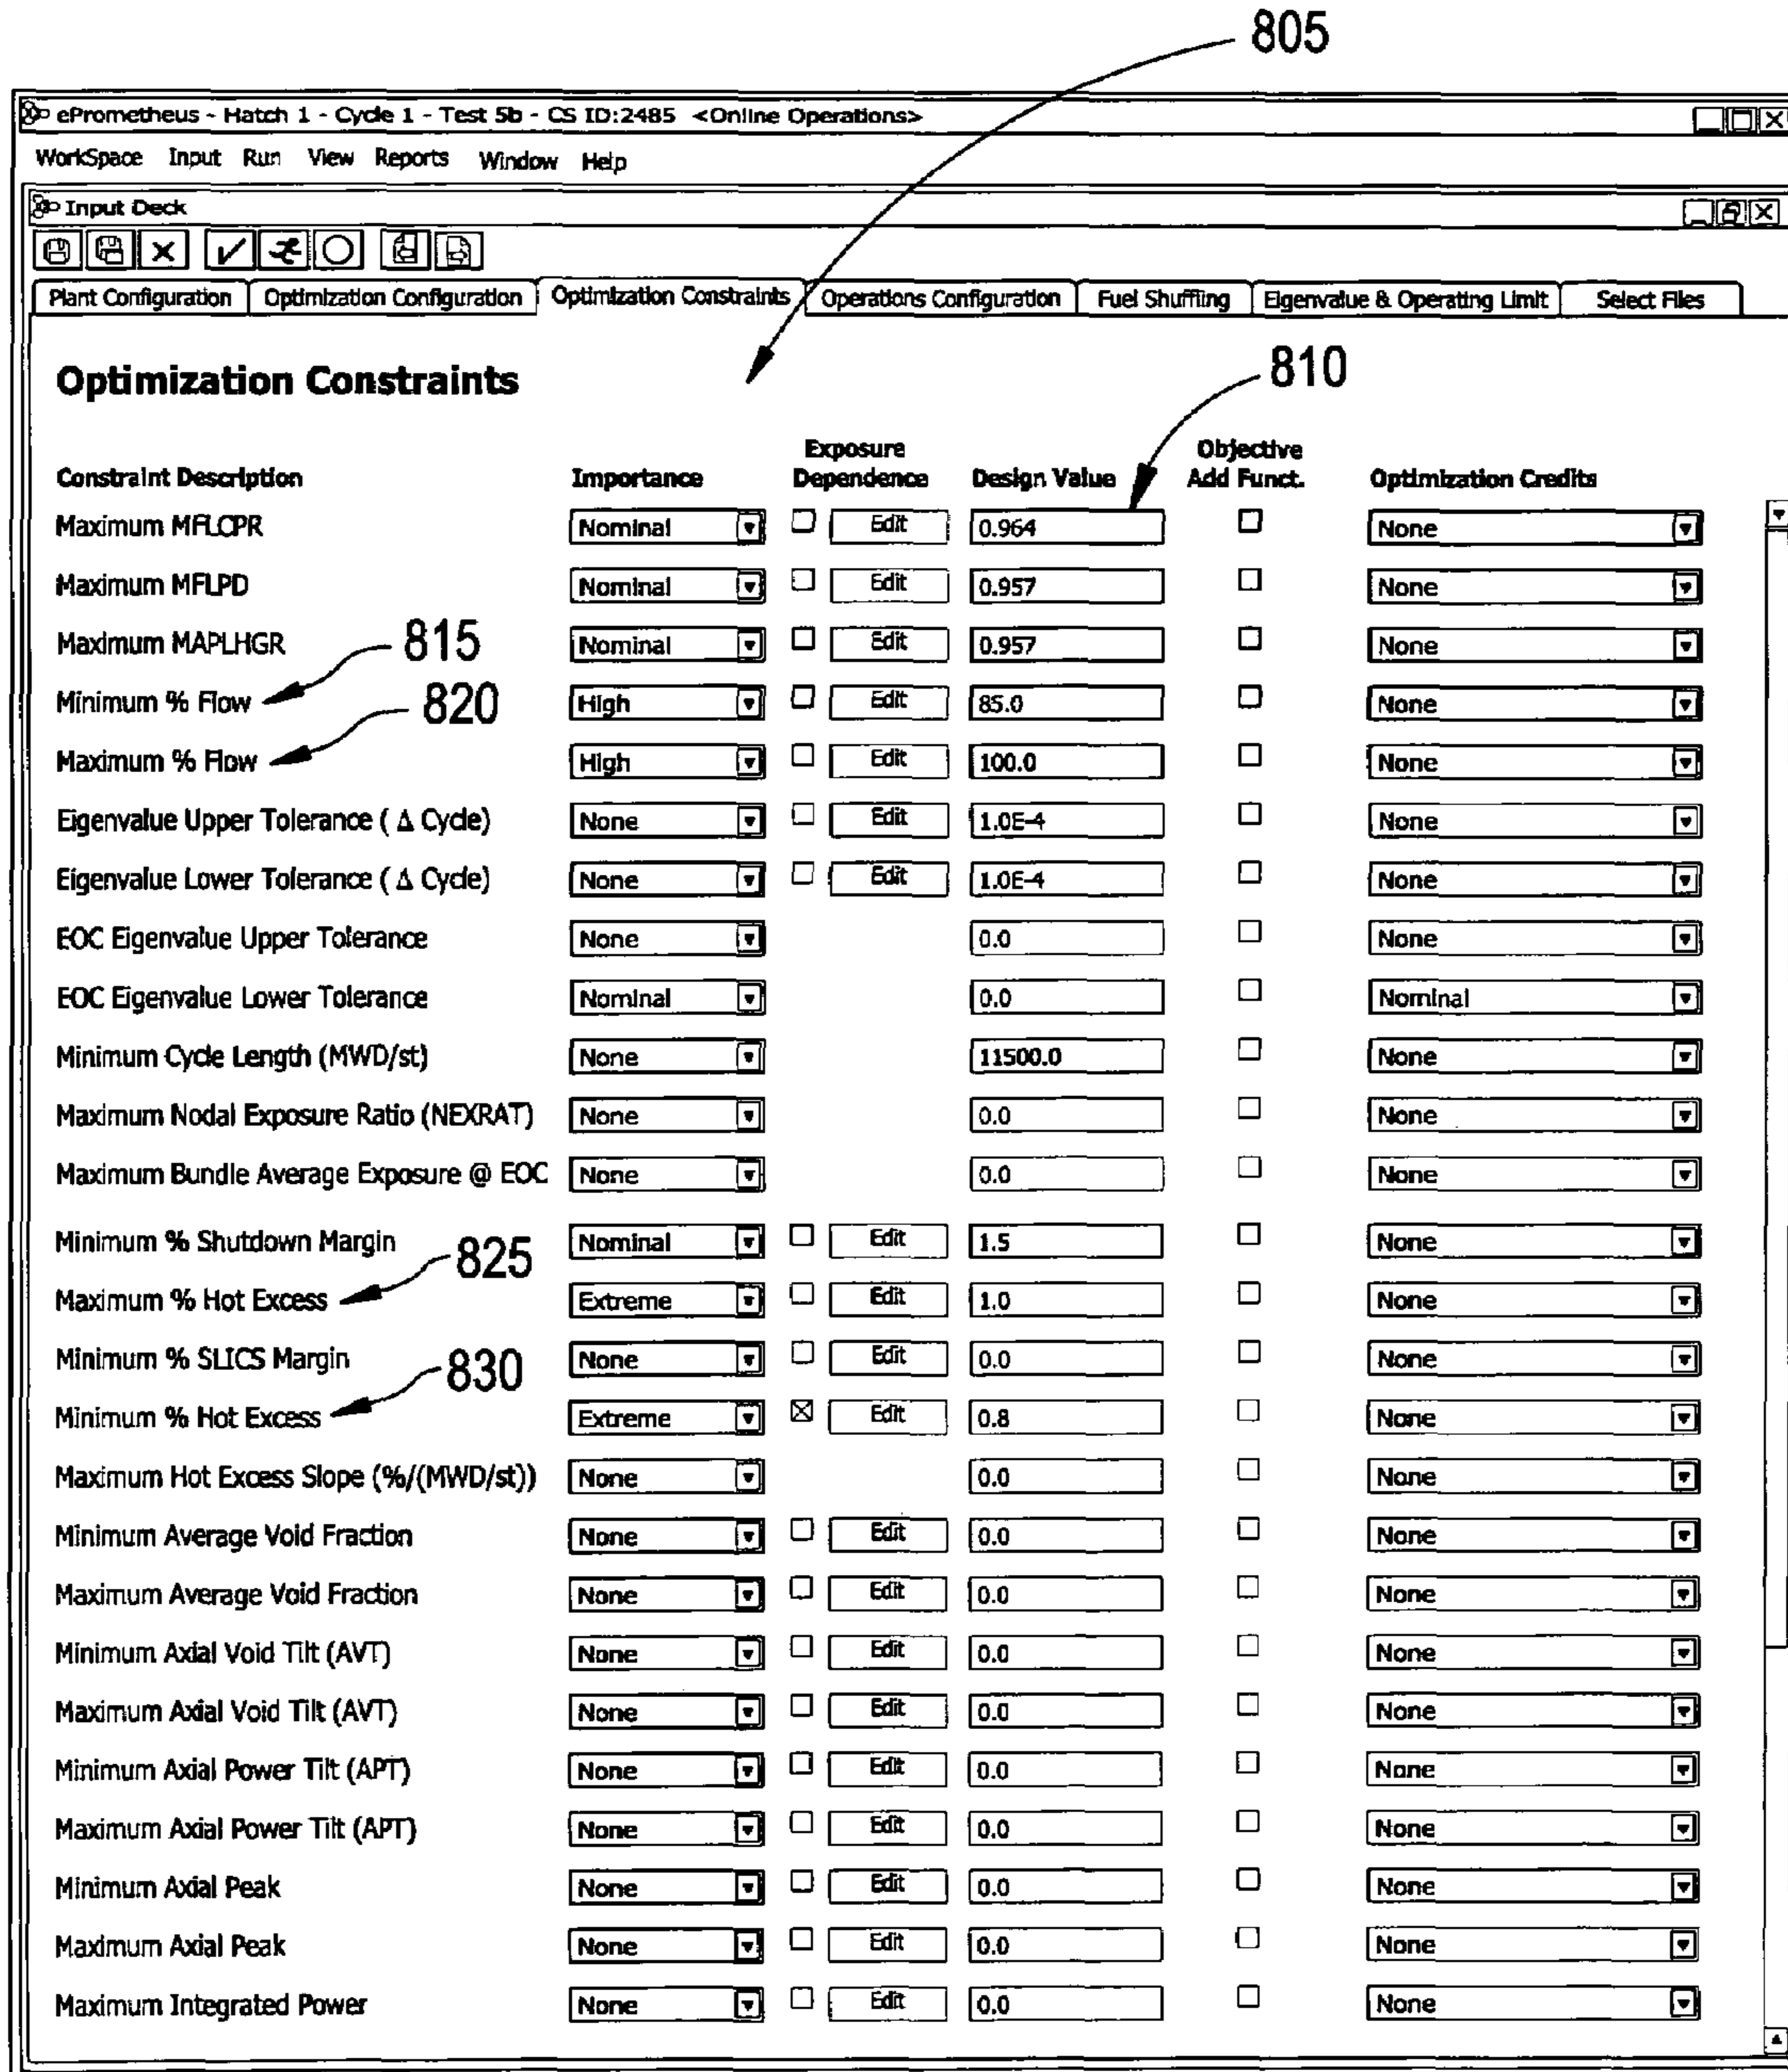 805
ePrometheus - Hatch 1 - Cycle 1 - Test 5b - CS ID:2485 <Online Operations>
WorkSpace Input Run View Reports Window Help
Input Deck
Plant Configuration Optimization Configuration Optimization Constraints Operations Configuration Fuel Shuffling Eigenvalue & Operating Limit Select Files
Optimization Constraints
810
Constraint Description Importance Exposure Dependence Design Value Objective Add Funct. Optimization Credits
Maximum MFLCPR Nominal Edit 0.964 None
Maximum MFLPD Nominal Edit 0.957 None
Maximum MAPLHGR 815 Nominal Edit 0.957 None
Minimum % Flow 820 High Edit 85.0 None
Maximum % Flow High Edit 100.0 None
Eigenvalue Upper Tolerance ( Δ Cycle) None Edit 1.0E-4 None
Eigenvalue Lower Tolerance ( Δ Cycle) None Edit 1.0E-4 None
EOC Eigenvalue Upper Tolerance None 0.0 None
EOC Eigenvalue Lower Tolerance Nominal 0.0 Nominal
Minimum Cycle Length (MWD/st) None 11500.0 None
Maximum Nodal Exposure Ratio (NEXRAT) None 0.0 None
Maximum Bundle Average Exposure @ EOC None 0.0 None
Minimum % Shutdown Margin 825 Nominal Edit 1.5 None
Maximum % Hot Excess Extreme Edit 1.0 None
Minimum % SLICS Margin 830 None Edit 0.0 None
Minimum % Hot Excess Extreme Edit 0.8 None
Maximum Hot Excess Slope (%/(MWD/st)) None 0.0 None
Minimum Average Void Fraction None Edit 0.0 None
Maximum Average Void Fraction None Edit 0.0 None
Minimum Axial Void Tilt (AVT) None Edit 0.0 None
Maximum Axial Void Tilt (AVT) None Edit 0.0 None
Minimum Axial Power Tilt (APT) None Edit 0.0 None
Maximum Axial Power Tilt (APT) None Edit 0.0 None
Minimum Axial Peak None Edit 0.0 None
Maximum Axial Peak None Edit 0.0 None
Maximum Integrated Power None Edit 0.0 None